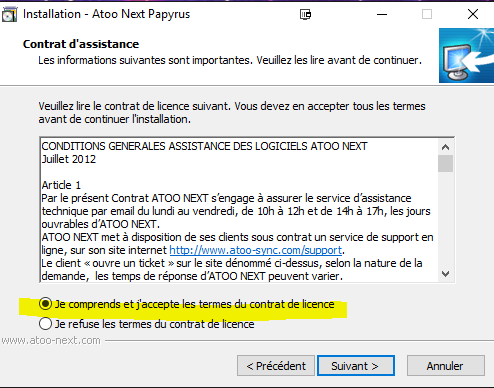 Installation - Atoo Next Papyrus
Contrat d'assistance
Les informations suivantes sont importantes. Veuillez les lire avant de continuer.
Veuillez lire le contrat de licence suivant. Vous devez en accepter tous les termes
avant de continuer l'installation.
CONDITIONS GENERALES ASSISTANCE DES LOGICIELS ATOO NEXT
Juillet 2012
Article 1
Par le présent Contrat ATOO NEXT s'engage à assurer le service d'assistance
technique par email du lundi au vendredi, de 10h à 12h et de 14h à 17h, les jours
ouvrables d'ATOO NEXT.
ATOO NEXT met à disposition de ses clients sous contrat un service de support en
ligne, sur son site internet http://www.atoo-sync.com/support.
Le client « ouvre un ticket » sur le site dénommé ci-dessus, selon la nature de la
demande, les temps de réponse d'ATOO NEXT peuvent varier.
Je comprends et j'accepte les termes du contrat de licence
Je refuse les termes du contrat de licence
www.atoo-next.com
< Précédent
Suivant >
Annuler